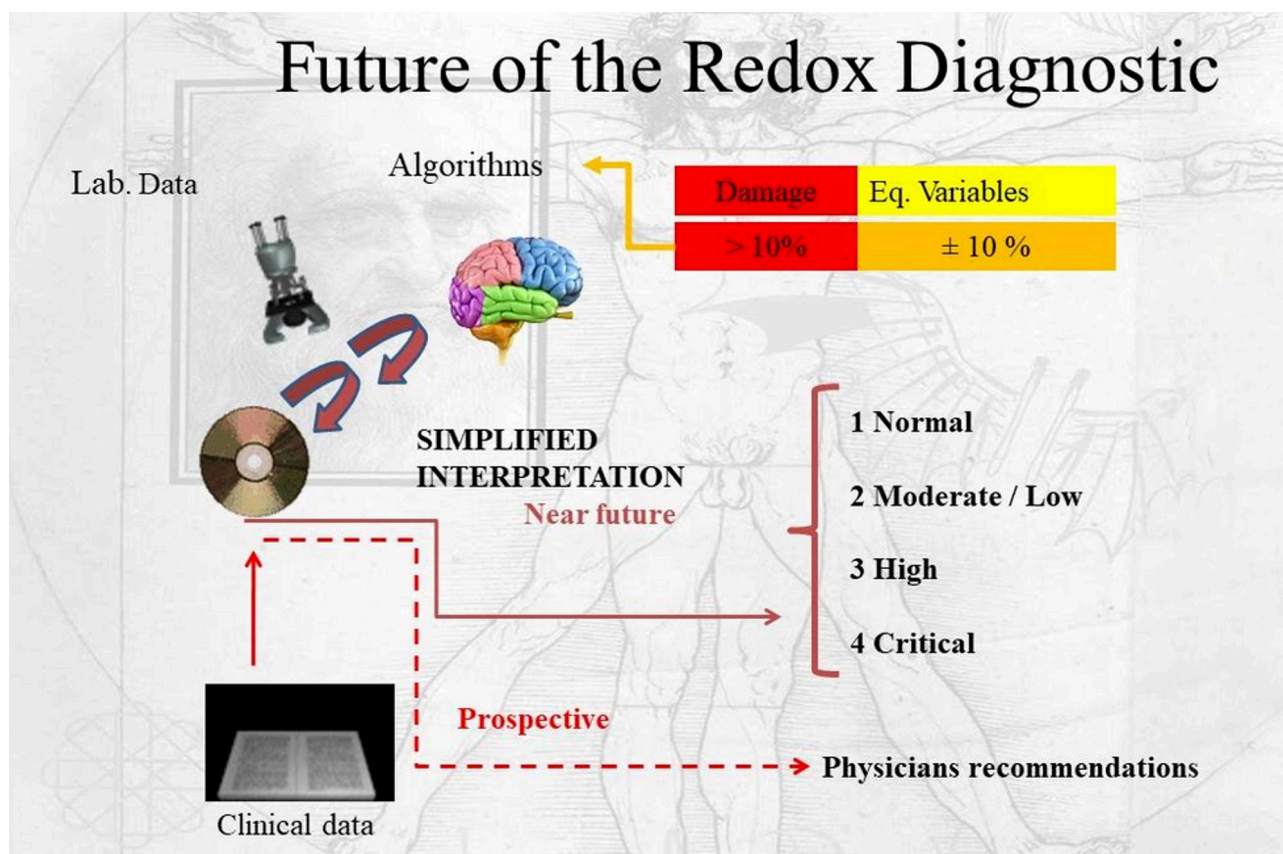 Future of the Redox Diagnostic
Lab. Data
Algorithms
Damage
Eq. Variables
> 10%
± 10 %
SIMPLIFIED
INTERPRETATION
Near future
1 Normal
2 Moderate / Low
3 High
4 Critical
Prospective
Physicians recommendations
Clinical data